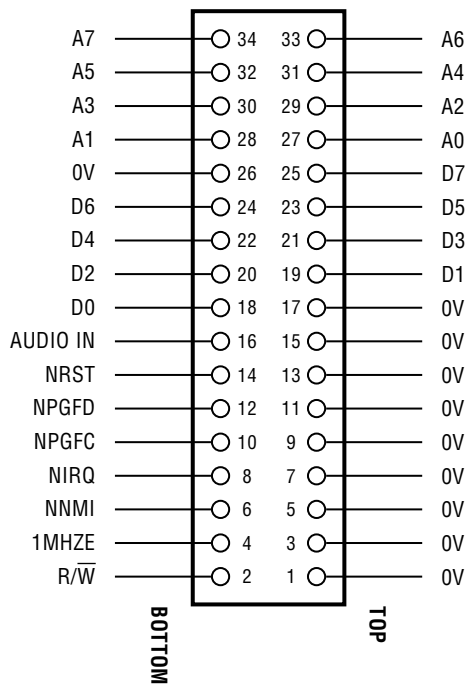 A7 34 33 A6
A5 32 31 A4
A3 30 29 A2
A1 28 27 A0
0V 26 25 D7
D6 24 23 D5
D4 22 21 D3
D2 20 19 D1
D0 18 17 0V
AUDIO IN 16 15 0V
NRST 14 13 0V
NPGFD 12 11 0V
NPGFC 10 9 0V
NIRQ 8 7 0V
NNMI 6 5 0V
1MHZE 4 3 0V
R/W̅ 2 1 0V
BOTTOM
TOP